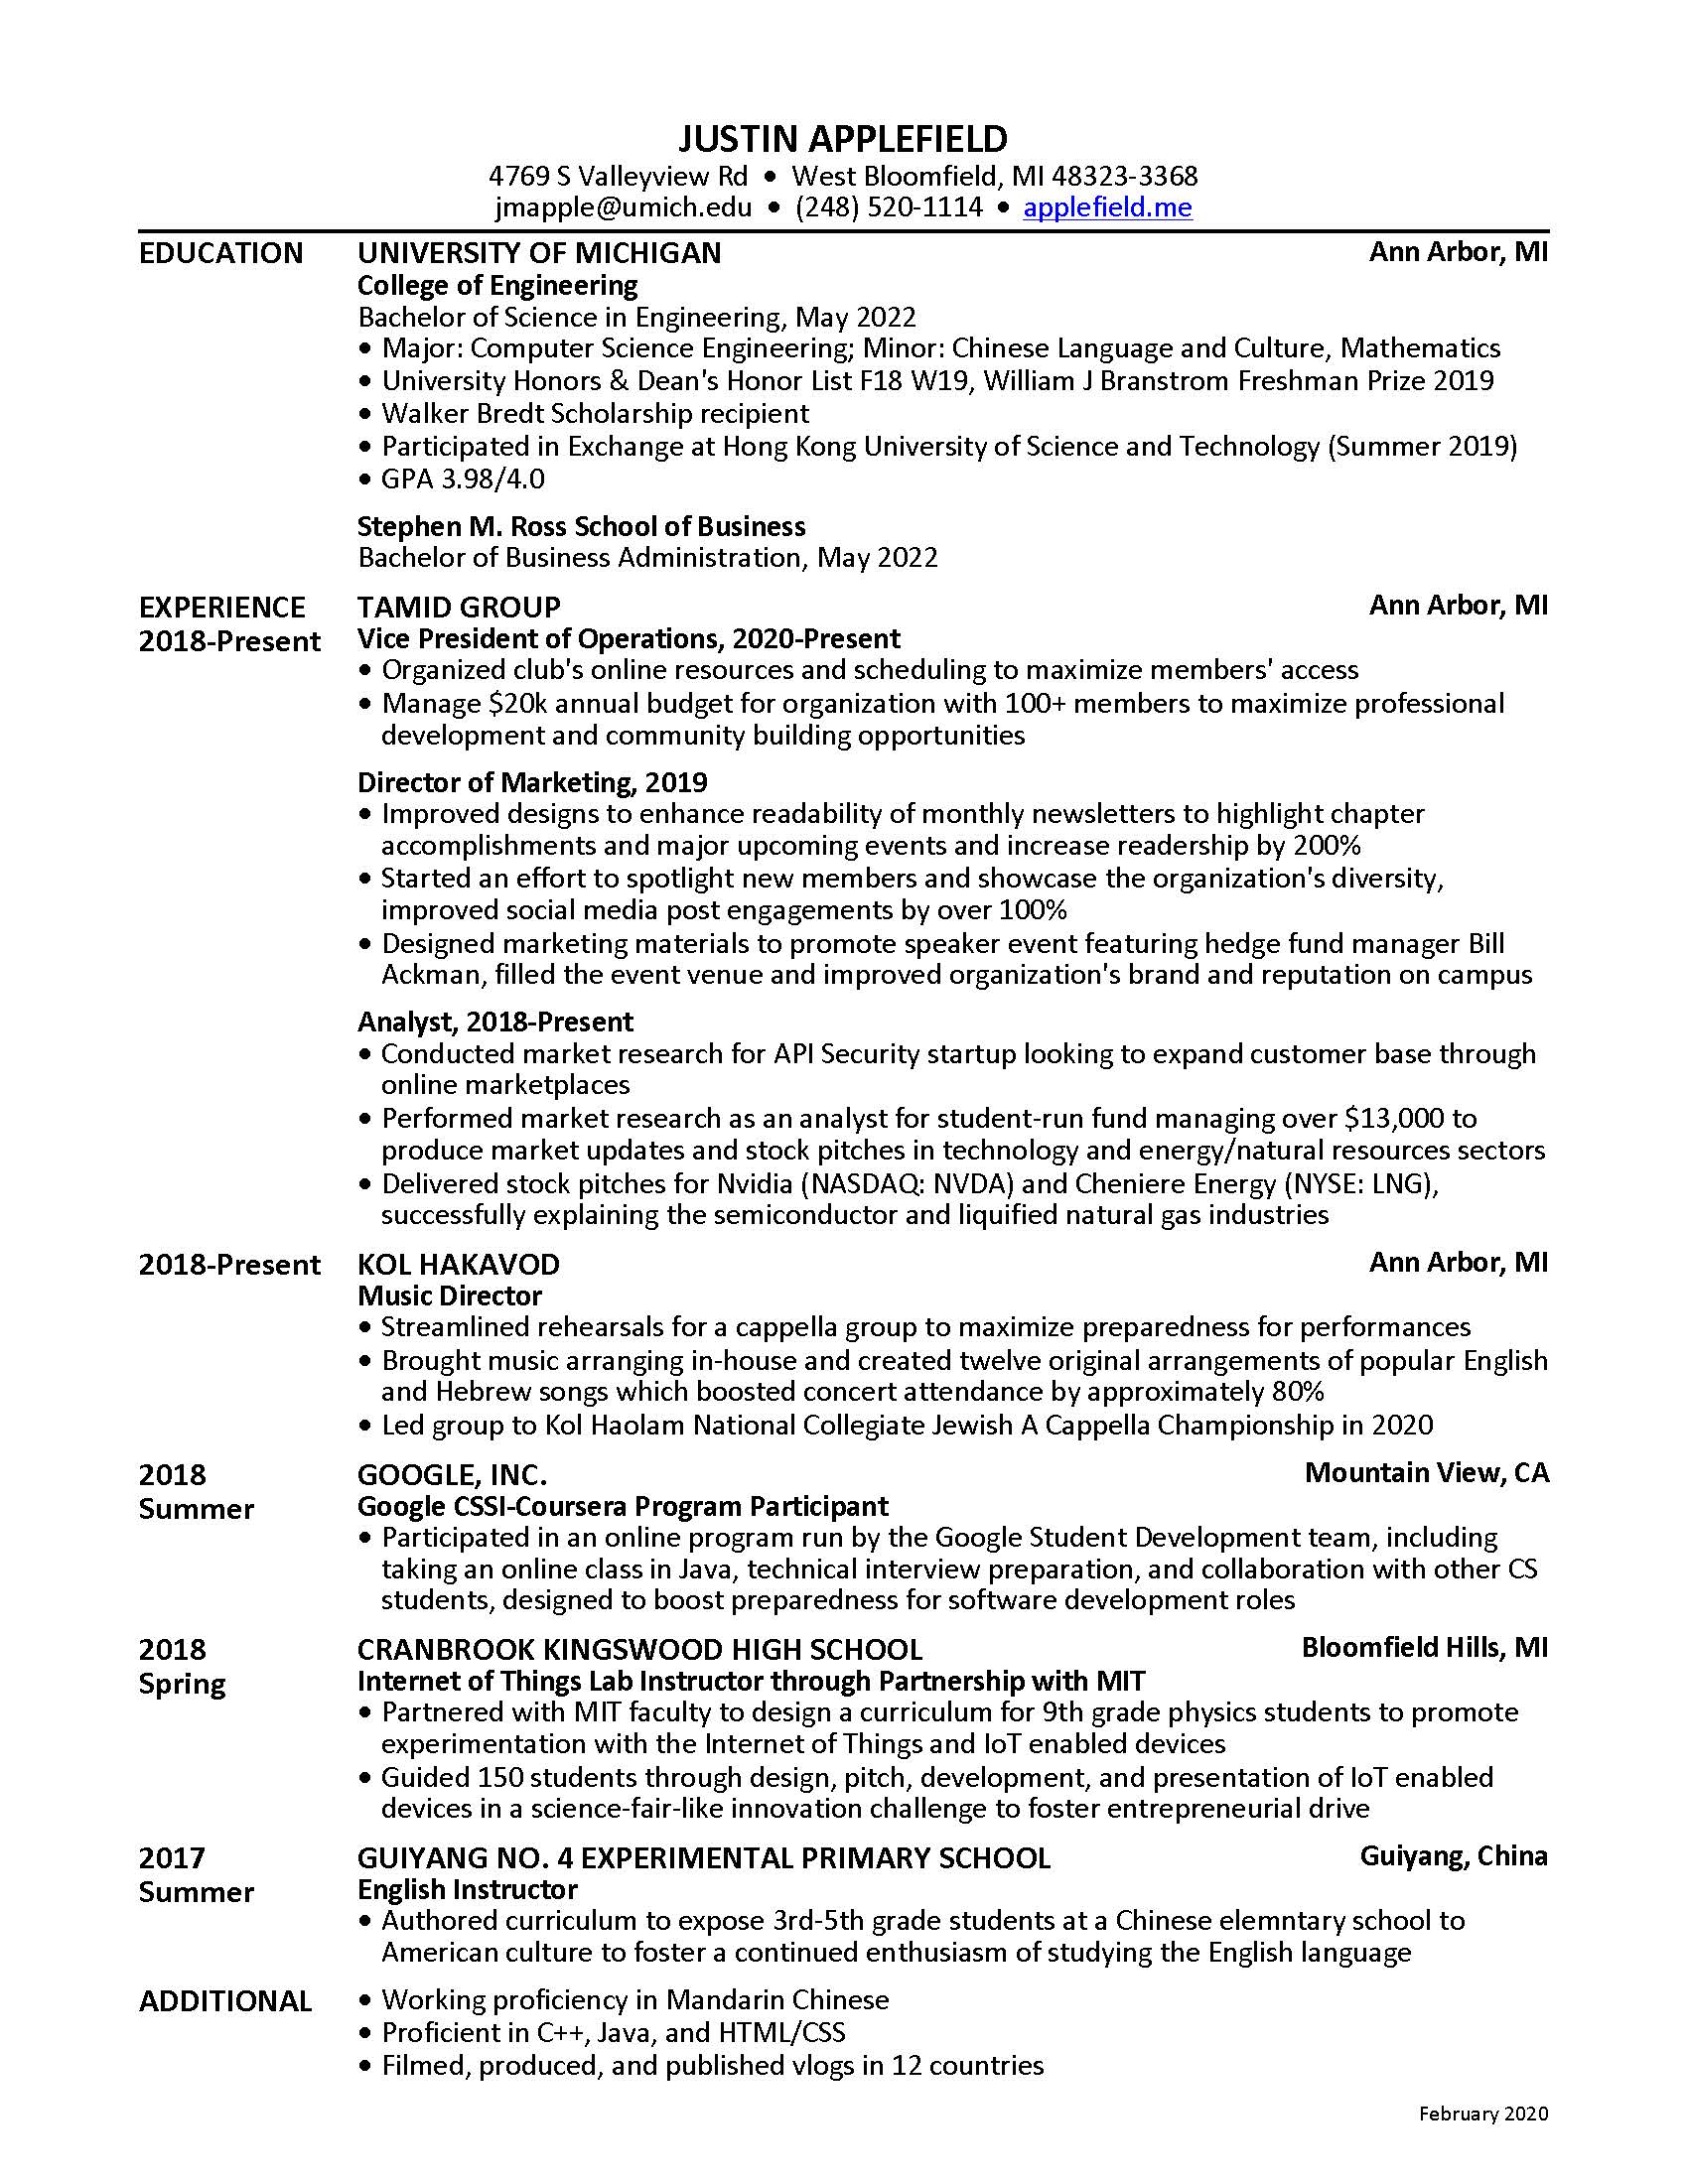 JUSTIN APPLEFIELD
4769 S Valleyview Rd • West Bloomfield, MI 48323-3368
jmapple@umich.edu • (248) 520-1114 • applefield.me
EDUCATION UNIVERSITY OF MICHIGAN Ann Arbor, MI
College of Engineering
Bachelor of Science in Engineering, May 2022
• Major: Computer Science Engineering; Minor: Chinese Language and Culture, Mathematics
• University Honors & Dean's Honor List F18 W19, William J Branstrom Freshman Prize 2019
• Walker Bredt Scholarship recipient
• Participated in Exchange at Hong Kong University of Science and Technology (Summer 2019)
• GPA 3.98/4.0
Stephen M. Ross School of Business
Bachelor of Business Administration, May 2022
EXPERIENCE TAMID GROUP Ann Arbor, MI
2018-Present Vice President of Operations, 2020-Present
• Organized club's online resources and scheduling to maximize members' access
• Manage $20k annual budget for organization with 100+ members to maximize professional
development and community building opportunities
Director of Marketing, 2019
• Improved designs to enhance readability of monthly newsletters to highlight chapter
accomplishments and major upcoming events and increase readership by 200%
• Started an effort to spotlight new members and showcase the organization's diversity,
improved social media post engagements by over 100%
• Designed marketing materials to promote speaker event featuring hedge fund manager Bill
Ackman, filled the event venue and improved organization's brand and reputation on campus
Analyst, 2018-Present
• Conducted market research for API Security startup looking to expand customer base through
online marketplaces
• Performed market research as an analyst for student-run fund managing over $13,000 to
produce market updates and stock pitches in technology and energy/natural resources sectors
• Delivered stock pitches for Nvidia (NASDAQ: NVDA) and Cheniere Energy (NYSE: LNG),
successfully explaining the semiconductor and liquified natural gas industries
2018-Present KOL HAKAVOD Ann Arbor, MI
Music Director
• Streamlined rehearsals for a cappella group to maximize preparedness for performances
• Brought music arranging in-house and created twelve original arrangements of popular English
and Hebrew songs which boosted concert attendance by approximately 80%
• Led group to Kol Haolam National Collegiate Jewish A Cappella Championship in 2020
2018 GOOGLE, INC. Mountain View, CA
Summer Google CSSI-Coursera Program Participant
• Participated in an online program run by the Google Student Development team, including
taking an online class in Java, technical interview preparation, and collaboration with other CS
students, designed to boost preparedness for software development roles
2018 CRANBROOK KINGSWOOD HIGH SCHOOL Bloomfield Hills, MI
Spring Internet of Things Lab Instructor through Partnership with MIT
• Partnered with MIT faculty to design a curriculum for 9th grade physics students to promote
experimentation with the Internet of Things and IoT enabled devices
• Guided 150 students through design, pitch, development, and presentation of IoT enabled
devices in a science-fair-like innovation challenge to foster entrepreneurial drive
2017 GUIYANG NO. 4 EXPERIMENTAL PRIMARY SCHOOL Guiyang, China
Summer English Instructor
• Authored curriculum to expose 3rd-5th grade students at a Chinese elemntary school to
American culture to foster a continued enthusiasm of studying the English language
ADDITIONAL • Working proficiency in Mandarin Chinese
• Proficient in C++, Java, and HTML/CSS
• Filmed, produced, and published vlogs in 12 countries
February 2020